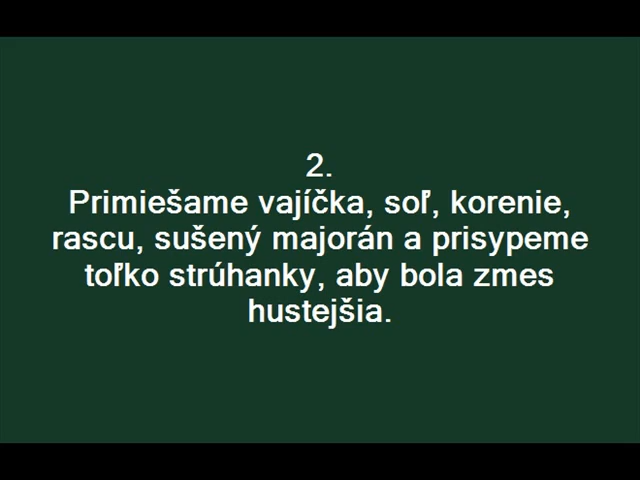 2.
Primiešame vajíčka, soľ, korenie,
rascu, sušený majorán a prisypeme
toľko strúhanky, aby bola zmes
hustejšia.